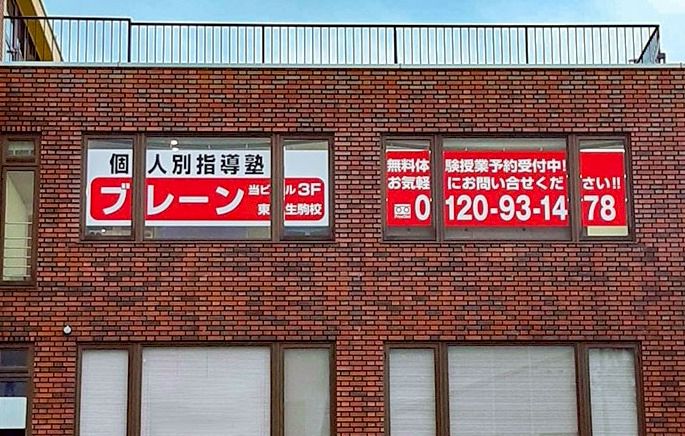 個人別指導塾
ブレーン 当ビル3F
東生駒校
無料体験授業予約受付中!
お気軽にお問い合せください!!
0120-93-1478